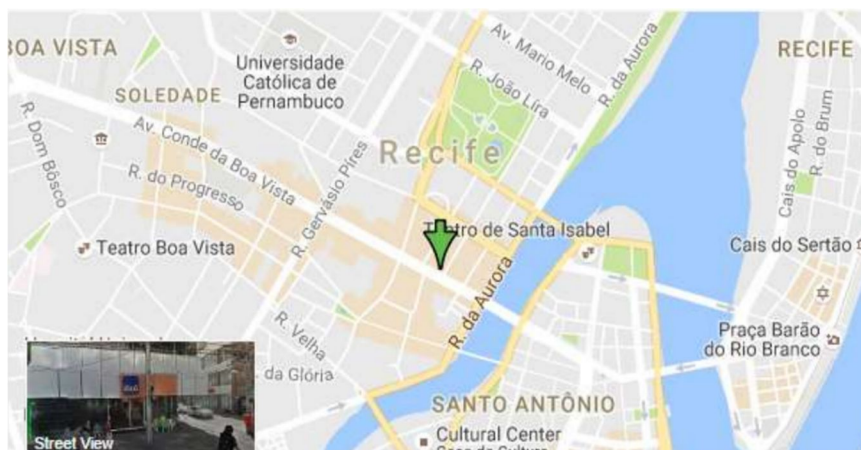 BOA VISTA
Universidade
Católica de
Pernambuco
SOLEDADE
R. Dom Bôsco
Av. Conde da Boa Vista
R. do Progresso
R. Gervásio Pires
Teatro Boa Vista
Recife
Av. Mario Melo
R. João Lira
R. da Aurora
RECIFE
Cais do Apolo
R. do Brum
Teatro de Santa Isabel
Cais do Sertão
R. da Aurora
Praça Barão
do Rio Branco
R. Velha
. da Glória
SANTO ANTÔNIO
Cultural Center
Street View